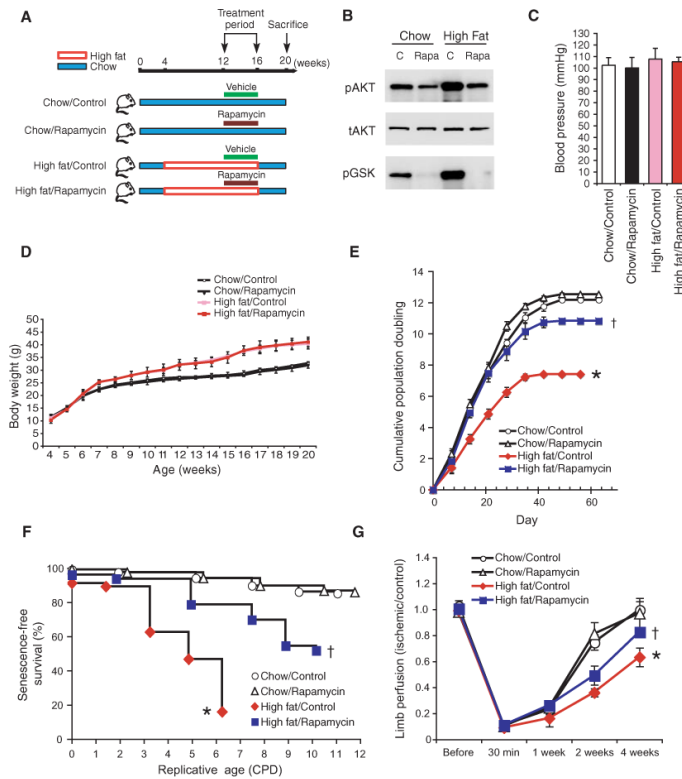 A
Treatment
period
Sacrifice
High fat
Chow
0 4 12 16 20 (weeks)
Vehicle
Chow/Control
Rapamycin
Chow/Rapamycin
Vehicle
High fat/Control
Rapamycin
High fat/Rapamycin
B
Chow High Fat
C Rapa C Rapa
pAKT
tAKT
pGSK
C
Blood pressure (mmHg)
130
120
110
100
90
80
70
60
50
40
30
20
10
0
Chow/Control
Chow/Rapamycin
High fat/Control
High fat/Rapamycin
D
Chow/Control
Chow/Rapamycin
High fat/Control
High fat/Rapamycin
Body weight (g)
50
45
40
35
30
25
20
15
10
5
0
4 5 6 7 8 9 10 11 12 13 14 15 16 17 18 19 20
Age (weeks)
E
Cumulative population doubling
14
12
10
8
6
4
2
0
†
*
Chow/Control
Chow/Rapamycin
High fat/Control
High fat/Rapamycin
0 20 40 60
Day
F
Senescence-free
survival (%)
100
80
60
40
20
†
*
Chow/Control
Chow/Rapamycin
High fat/Control
High fat/Rapamycin
0 1 2 3 4 5 6 7 8 9 10 11 12
Replicative age (CPD)
G
Chow/Control
Chow/Rapamycin
High fat/Control
High fat/Rapamycin
Limb perfusion (ischemic/control)
1.4
1.2
1.0
0.8
0.6
0.4
0.2
0
†
*
Before 30 min 1 week 2 weeks 4 weeks